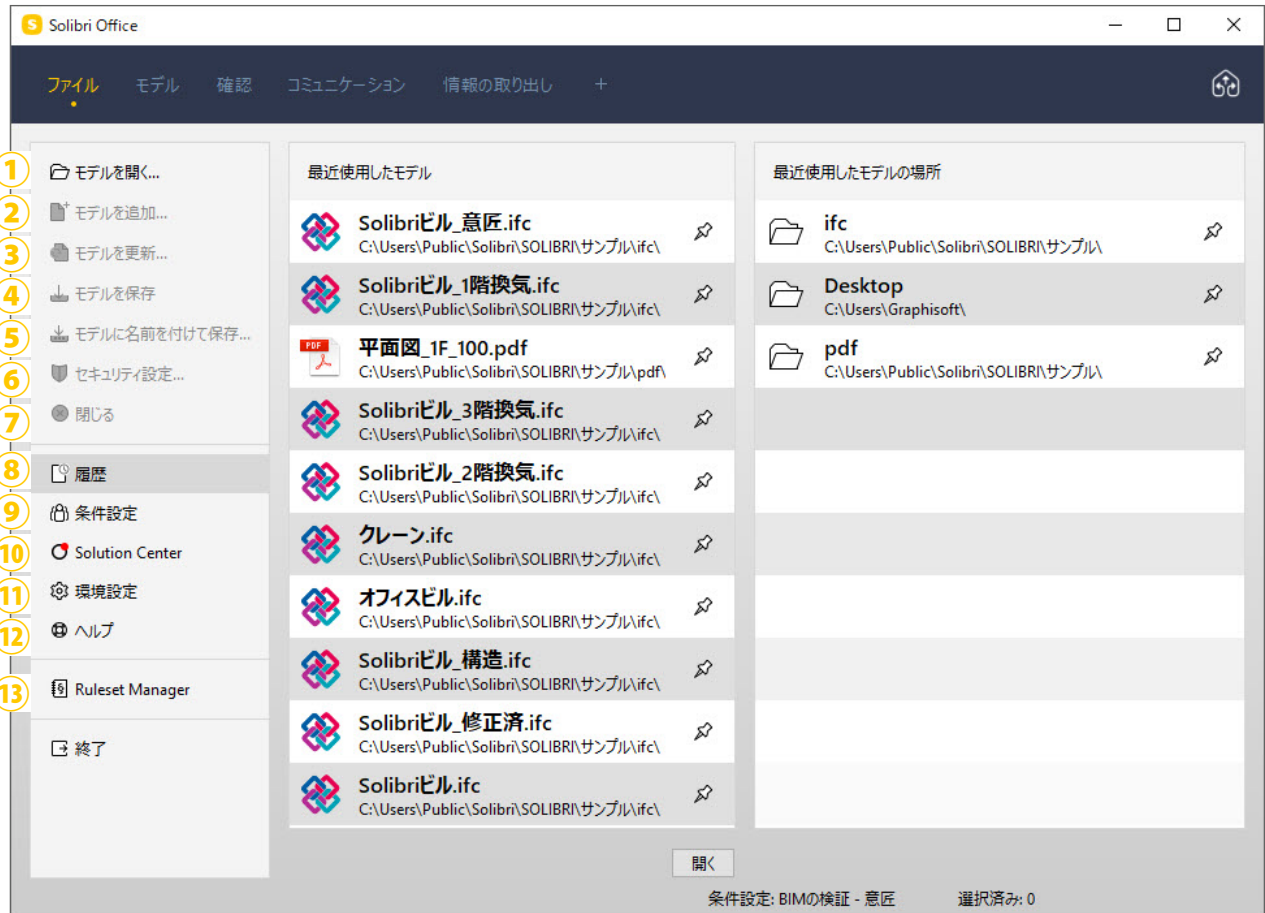 Solibri Office
ファイル モデル 確認 コミュニケーション 情報の取り出し +
① モデルを開く...
② モデルを追加...
③ モデルを更新...
④ モデルを保存
⑤ モデルに名前を付けて保存...
⑥ セキュリティ設定...
⑦ 閉じる
⑧ 履歴
⑨ 条件設定
⑩ Solution Center
⑪ 環境設定
⑫ ヘルプ
⑬ Ruleset Manager
終了
最近使用したモデル
Solibriビル_意匠.ifc
C:\Users\Public\Solibri\SOLIBRI\サンプル\ifc\
Solibriビル_1階換気.ifc
C:\Users\Public\Solibri\SOLIBRI\サンプル\ifc\
PDF
平面図_1F_100.pdf
C:\Users\Public\Solibri\SOLIBRI\サンプル\pdf\
Solibriビル_3階換気.ifc
C:\Users\Public\Solibri\SOLIBRI\サンプル\ifc\
Solibriビル_2階換気.ifc
C:\Users\Public\Solibri\SOLIBRI\サンプル\ifc\
クレーン.ifc
C:\Users\Public\Solibri\SOLIBRI\サンプル\ifc\
オフィスビル.ifc
C:\Users\Public\Solibri\SOLIBRI\サンプル\ifc\
Solibriビル_構造.ifc
C:\Users\Public\Solibri\SOLIBRI\サンプル\ifc\
Solibriビル_修正済.ifc
C:\Users\Public\Solibri\SOLIBRI\サンプル\ifc\
Solibriビル.ifc
C:\Users\Public\Solibri\SOLIBRI\サンプル\ifc\
最近使用したモデルの場所
ifc
C:\Users\Public\Solibri\SOLIBRI\サンプル\
Desktop
C:\Users\Graphisoft\
pdf
C:\Users\Public\Solibri\SOLIBRI\サンプル\
開く
条件設定: BIMの検証 - 意匠 選択済み: 0